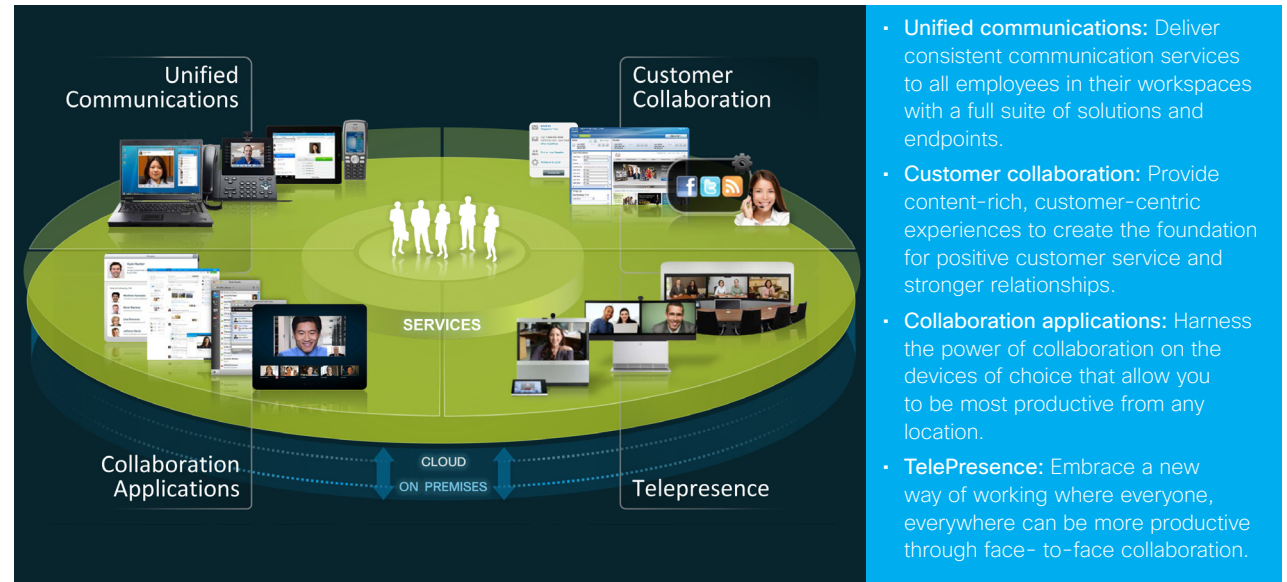 Unified
Communications
Customer
Collaboration
SERVICES
Collaboration
Applications
CLOUD
ON PREMISES
Telepresence
· Unified communications: Deliver
consistent communication services
to all employees in their workspaces
with a full suite of solutions and
endpoints.
· Customer collaboration: Provide
content-rich, customer-centric
experiences to create the foundation
for positive customer service and
stronger relationships.
· Collaboration applications: Harness
the power of collaboration on the
devices of choice that allow you
to be most productive from any
location.
· TelePresence: Embrace a new
way of working where everyone,
everywhere can be more productive
through face- to-face collaboration.